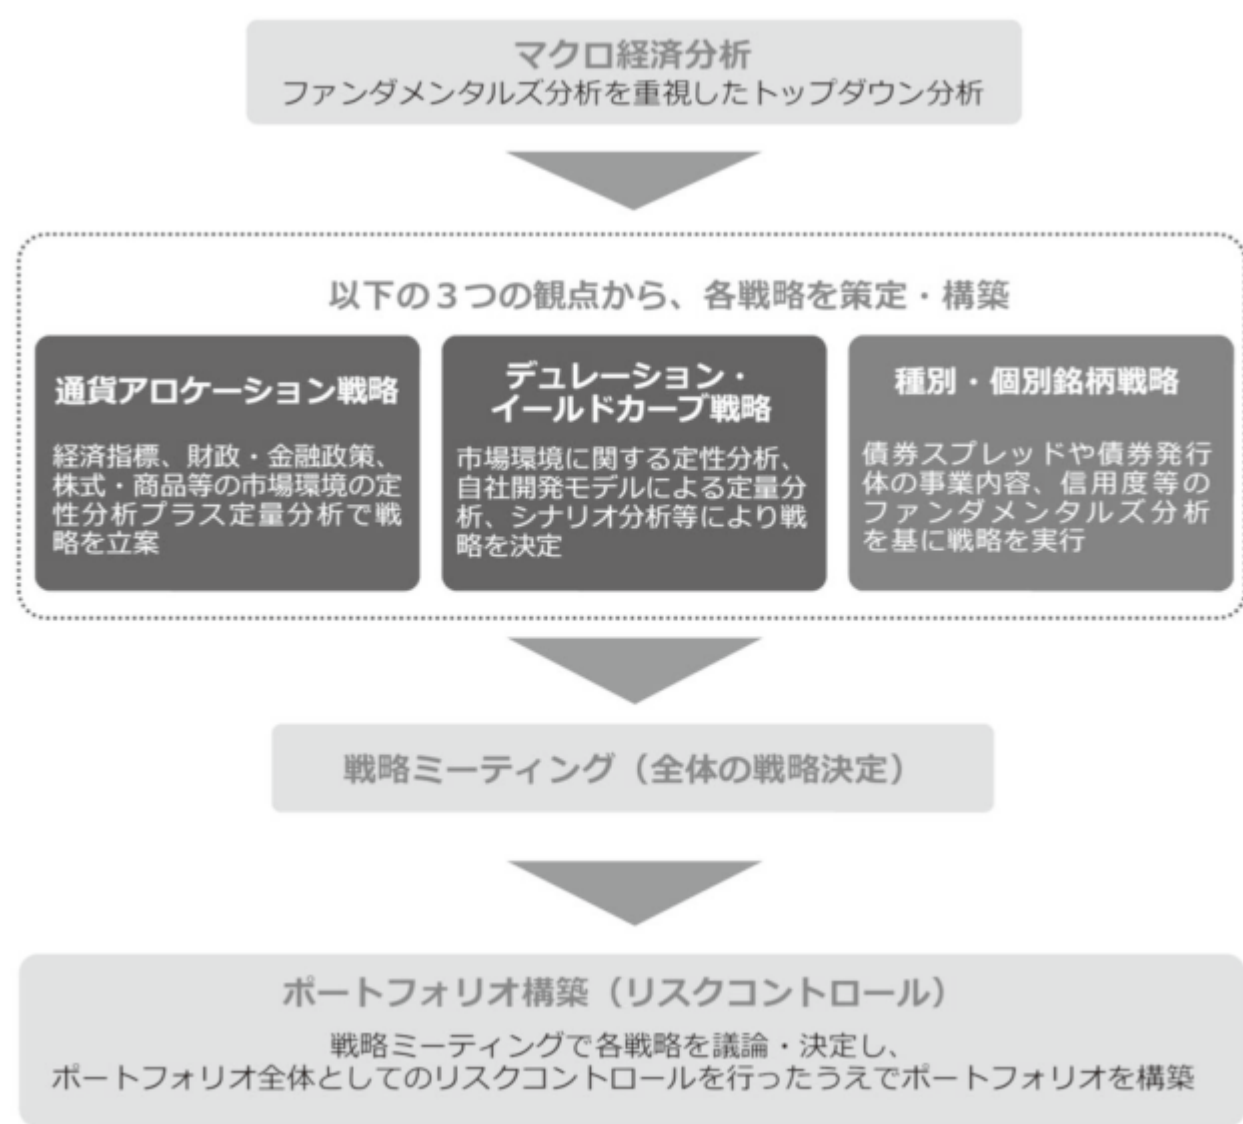 マクロ経済分析
ファンダメンタルズ分析を重視したトップダウン分析
以下の３つの観点から、各戦略を策定・構築
通貨アロケーション戦略
経済指標、財政・金融政策、
株式・商品等の市場環境の定
性分析プラス定量分析で戦
略を立案
デュレーション・
イールドカーブ戦略
市場環境に関する定性分析、
自社開発モデルによる定量分
析、シナリオ分析等により戦
略を決定
種別・個別銘柄戦略
債券スプレッドや債券発行
体の事業内容、信用度等の
ファンダメンタルズ分析
を基に戦略を実行
戦略ミーティング（全体の戦略決定）
ポートフォリオ構築（リスクコントロール）
戦略ミーティングで各戦略を議論・決定し、
ポートフォリオ全体としてのリスクコントロールを行ったうえでポートフォリオを構築